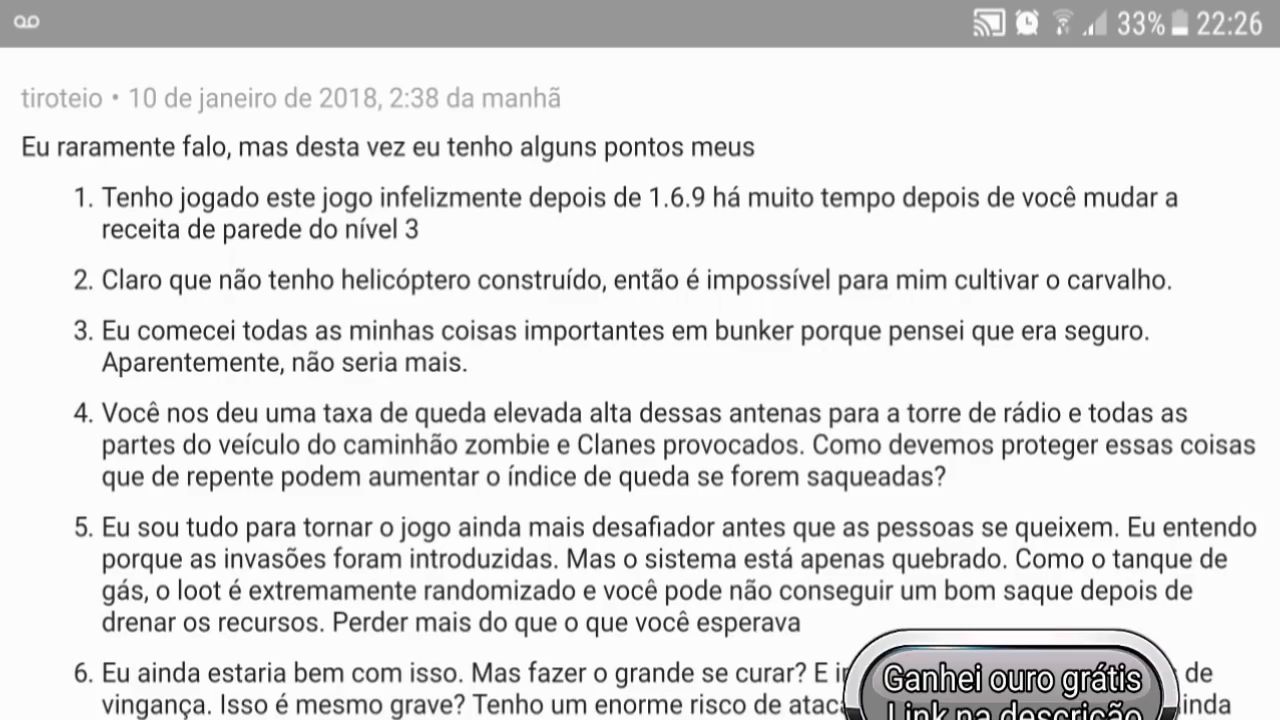 33% 22:26
tiroteio • 10 de janeiro de 2018, 2:38 da manhã
Eu raramente falo, mas desta vez eu tenho alguns pontos meus
1. Tenho jogado este jogo infelizmente depois de 1.6.9 há muito tempo depois de você mudar a
receita de parede do nível 3
2. Claro que não tenho helicóptero construído, então é impossível para mim cultivar o carvalho.
3. Eu comecei todas as minhas coisas importantes em bunker porque pensei que era seguro.
Aparentemente, não seria mais.
4. Você nos deu uma taxa de queda elevada alta dessas antenas para a torre de rádio e todas as
partes do veículo do caminhão zombie e Clanes provocados. Como devemos proteger essas coisas
que de repente podem aumentar o índice de queda se forem saqueadas?
5. Eu sou tudo para tornar o jogo ainda mais desafiador antes que as pessoas se queixem. Eu entendo
porque as invasões foram introduzidas. Mas o sistema está apenas quebrado. Como o tanque de
gás, o loot é extremamente randomizado e você pode não conseguir um bom saque depois de
drenar os recursos. Perder mais do que o que você esperava
6. Eu ainda estaria bem com isso. Mas fazer o grande se curar? E de
vingança. Isso é mesmo grave? Tenho um enorme risco de
Ganhei ouro grátis
Link na descrição